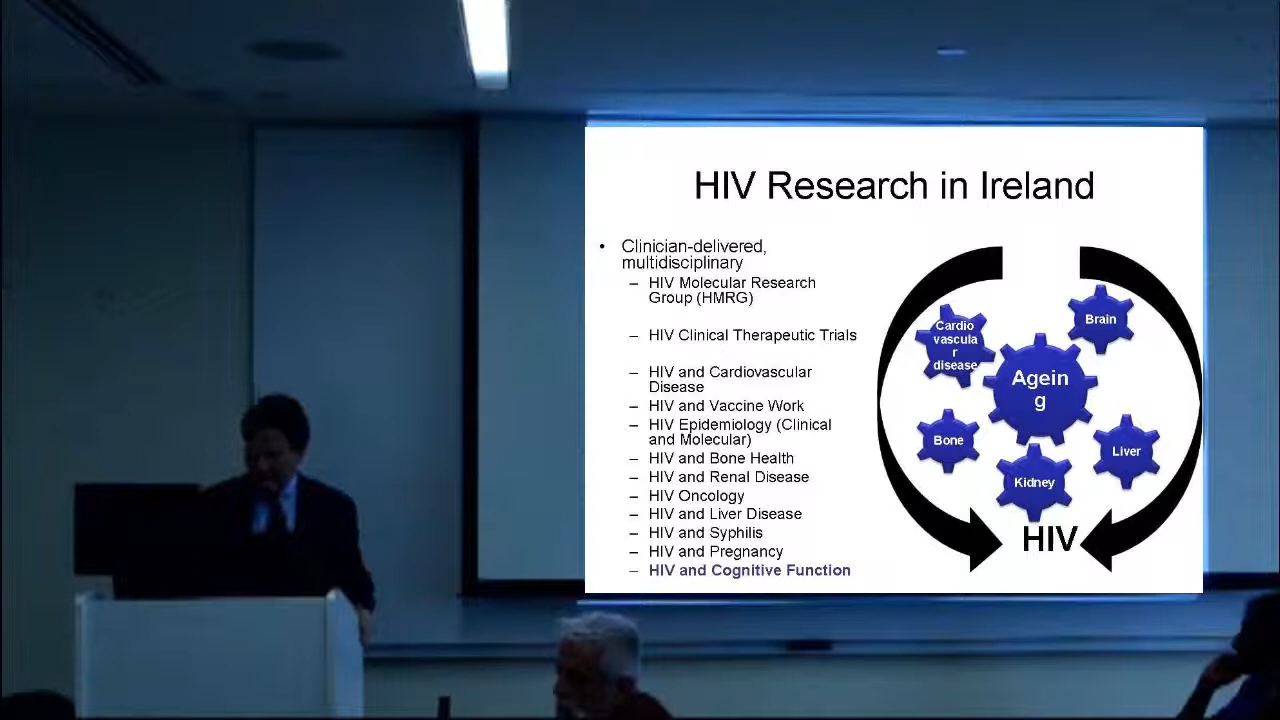 HIV Research in Ireland
• Clinician-delivered,
multidisciplinary
– HIV Molecular Research
Group (HMRG)
– HIV Clinical Therapeutic Trials
– HIV and Cardiovascular
Disease
– HIV and Vaccine Work
– HIV Epidemiology (Clinical
and Molecular)
– HIV and Bone Health
– HIV and Renal Disease
– HIV Oncology
– HIV and Liver Disease
– HIV and Syphilis
– HIV and Pregnancy
– HIV and Cognitive Function
Cardio
vascula
r
disease
Brain
Agein
g
Bone
Liver
Kidney
HIV